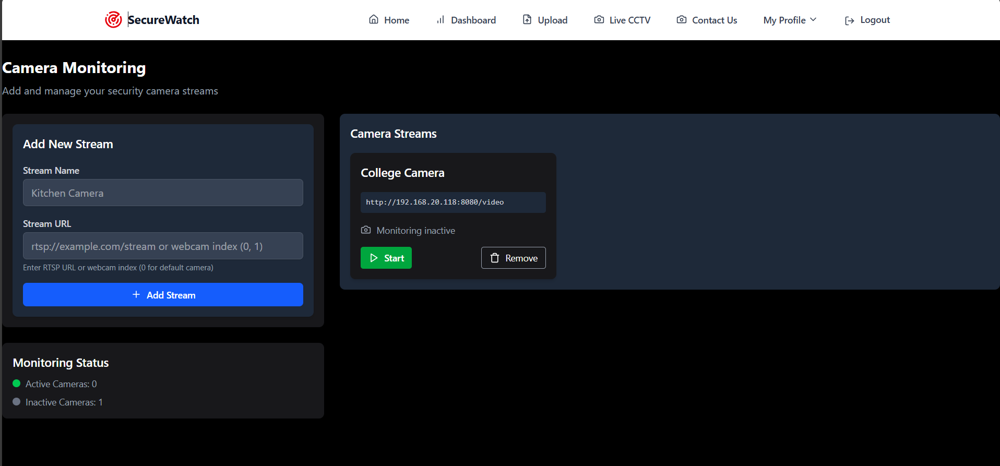 SecureWatch
Home
Dashboard
Upload
Live CCTV
Contact Us
My Profile
Logout
Camera Monitoring
Add and manage your security camera streams
Add New Stream
Stream Name
Kitchen Camera
Stream URL
rtsp://example.com/stream or webcam index (0, 1)
Enter RTSP URL or webcam index (0 for default camera)
+ Add Stream
Monitoring Status
Active Cameras: 0
Inactive Cameras: 1
Camera Streams
College Camera
http://192.168.20.118:8080/video
Monitoring inactive
Start
Remove